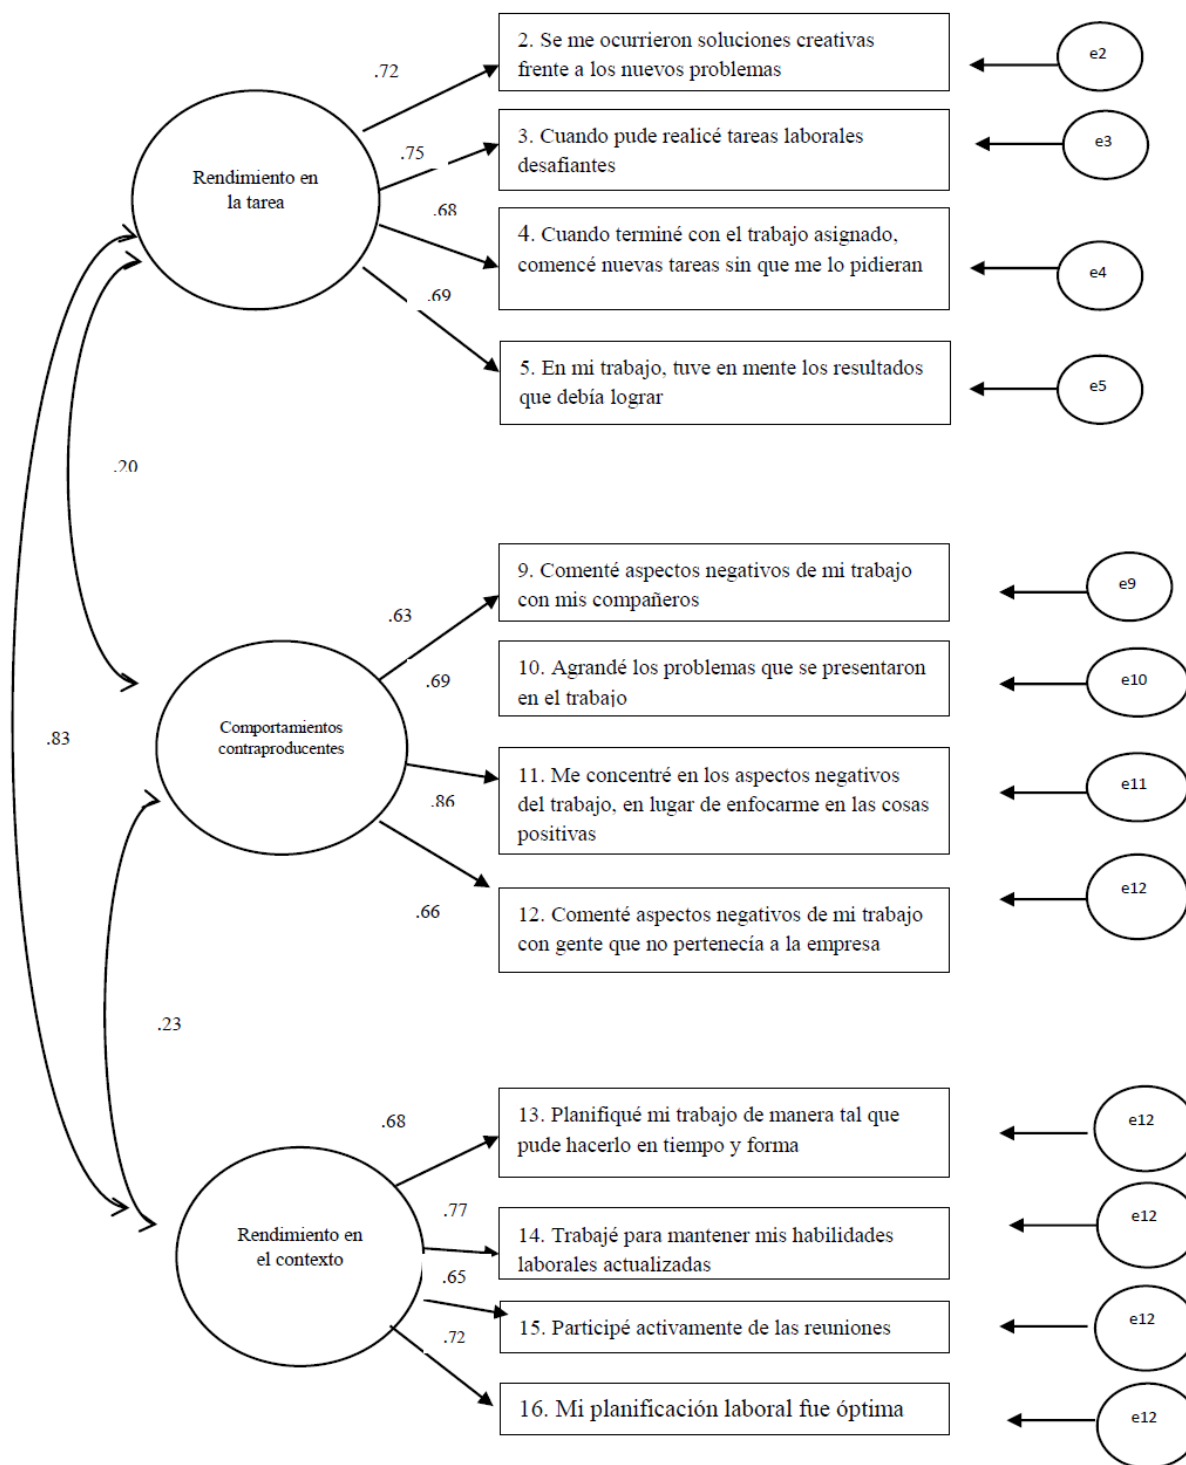 2. Se me ocurrieron soluciones creativas
frente a los nuevos problemas
e2
.72
3. Cuando pude realicé tareas laborales
desafiantes
e3
.75
Rendimiento en
la tarea
4. Cuando terminé con el trabajo asignado,
comencé nuevas tareas sin que me lo pidieran
e4
.68
.69
5. En mi trabajo, tuve en mente los resultados
que debía lograr
e5
.20
9. Comenté aspectos negativos de mi trabajo
con mis compañeros
e9
.63
10. Agrandé los problemas que se presentaron
en el trabajo
e10
.69
Comportamientos
contraproducentes
.83
11. Me concentré en los aspectos negativos
del trabajo, en lugar de enfocarme en las cosas
positivas
e11
.86
12. Comenté aspectos negativos de mi trabajo
con gente que no pertenecía a la empresa
e12
.66
.23
13. Planifiqué mi trabajo de manera tal que
pude hacerlo en tiempo y forma
e12
.68
.77
14. Trabajé para mantener mis habilidades
laborales actualizadas
e12
Rendimiento en
el contexto
.65
15. Participé activamente de las reuniones
e12
.72
16. Mi planificación laboral fue óptima
e12